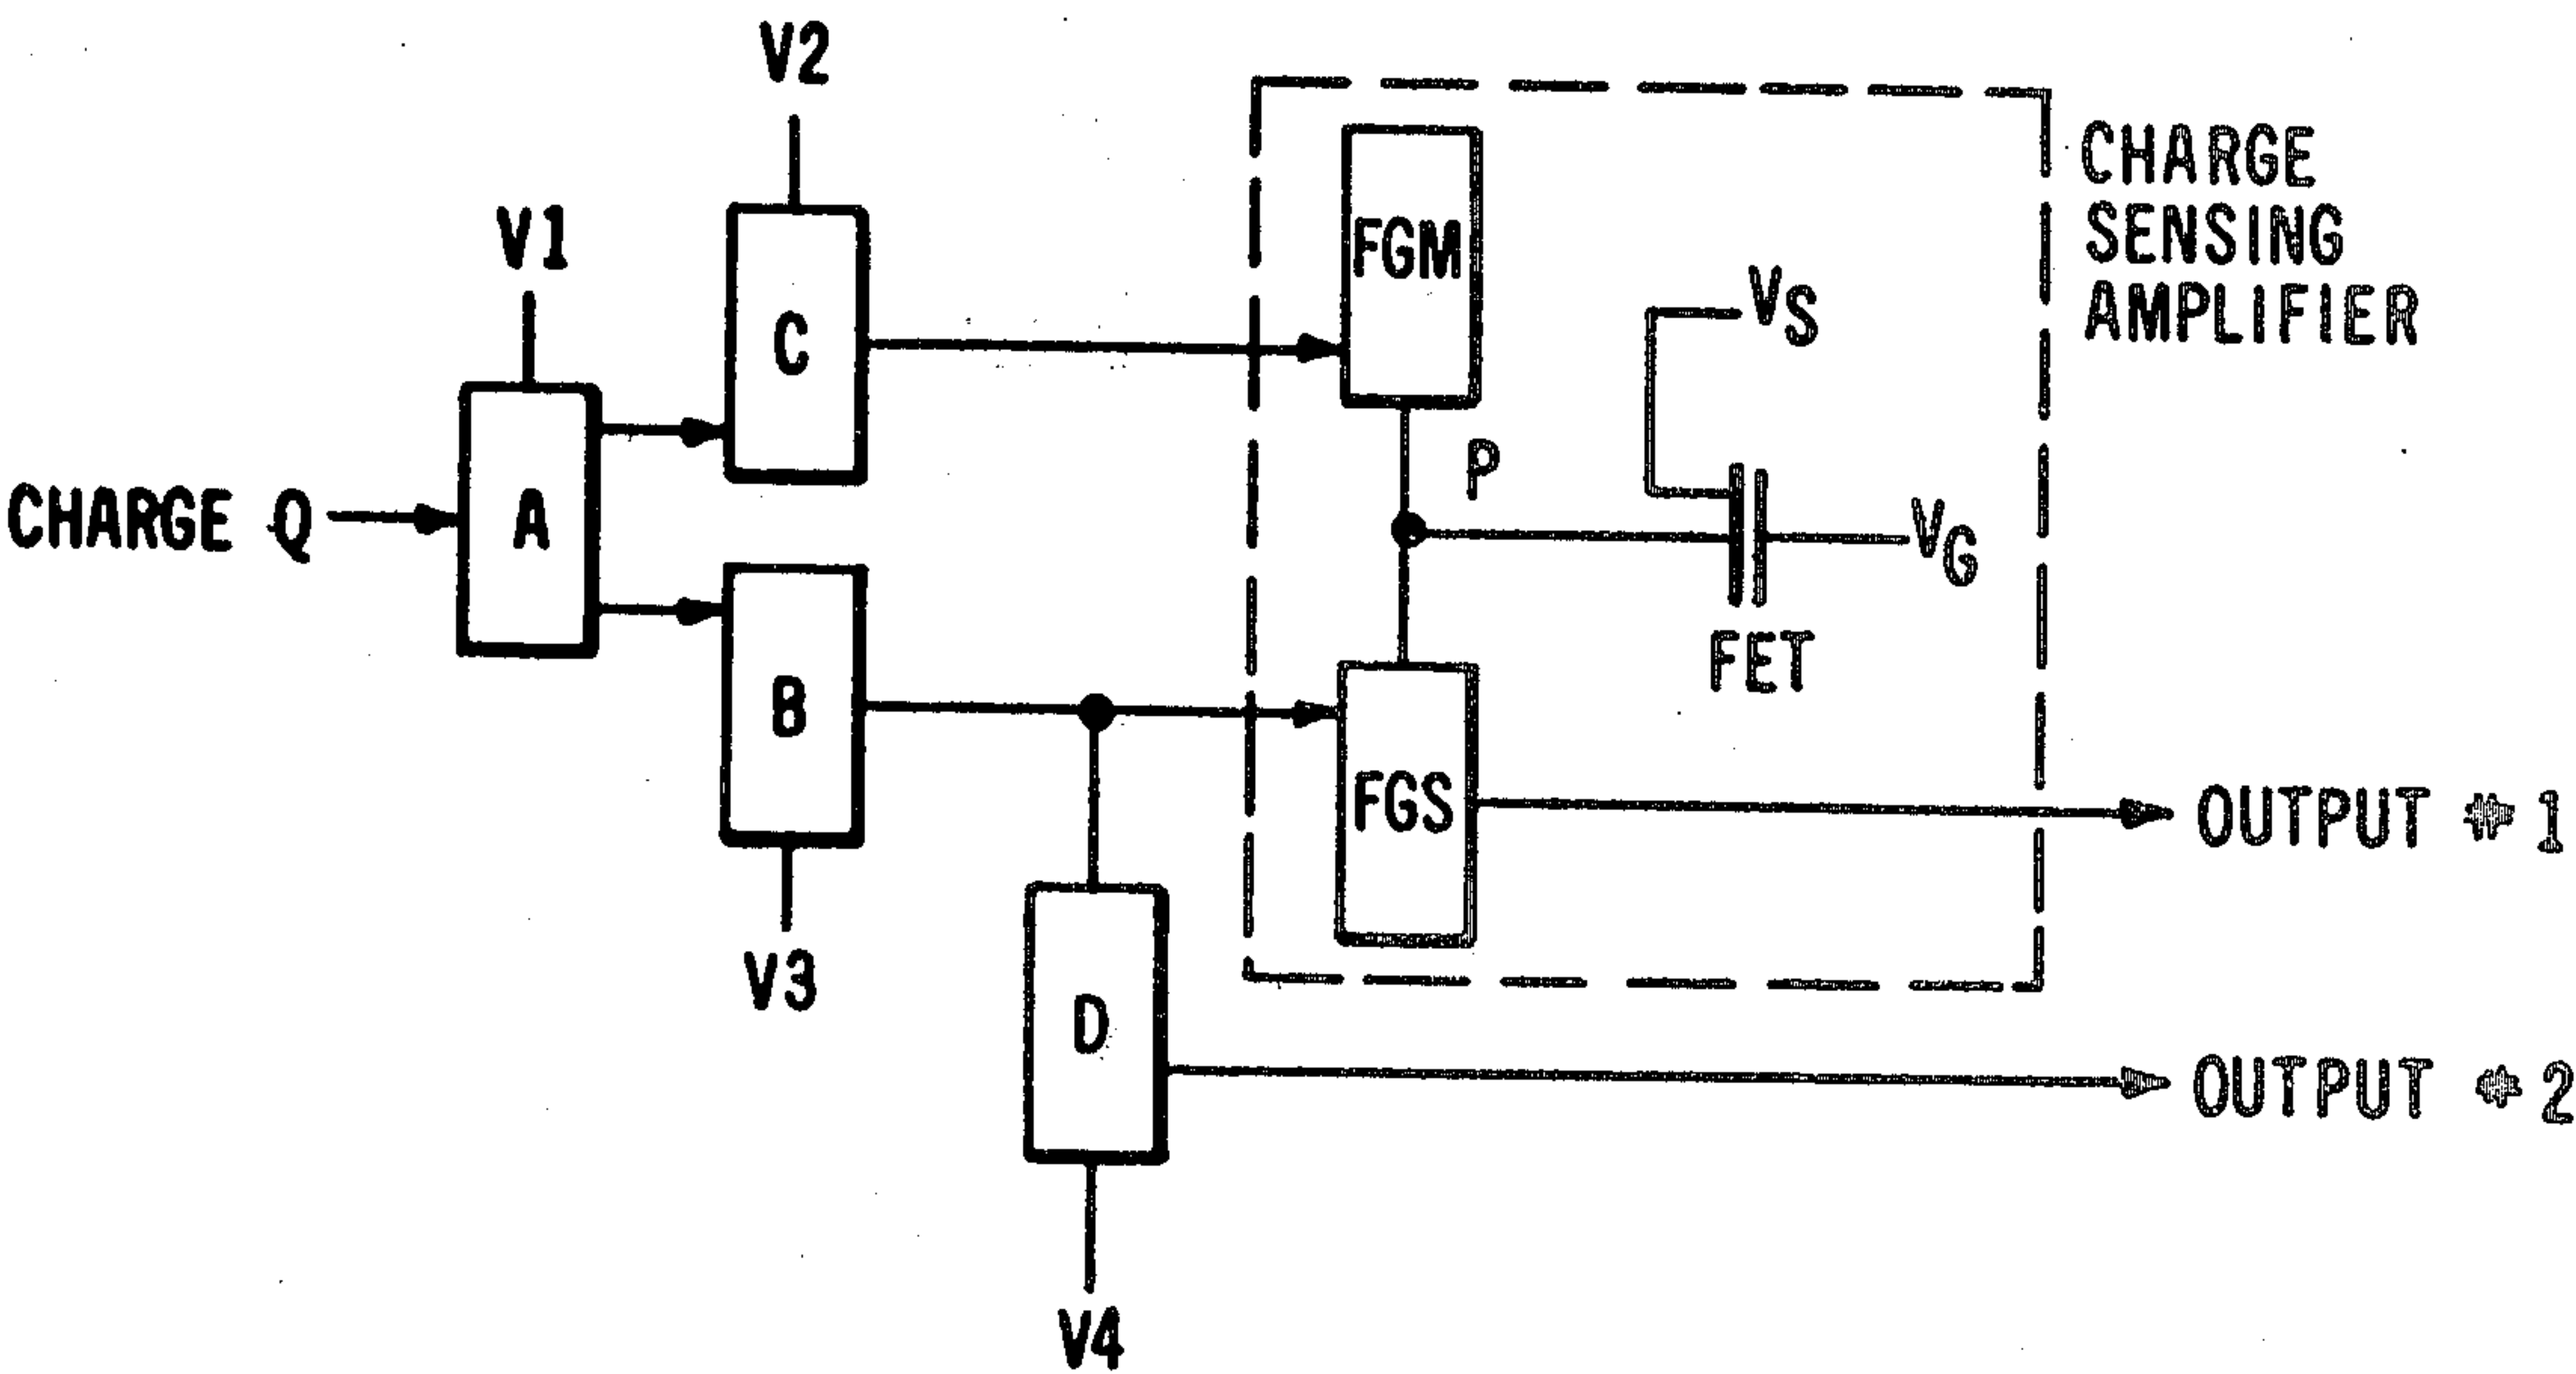 V2
V1
C
CHARGE Q
A
B
V3
D
V4
FGM
P
VS
VG
FET
FGS
CHARGE
SENSING
AMPLIFIER
OUTPUT #1
OUTPUT #2